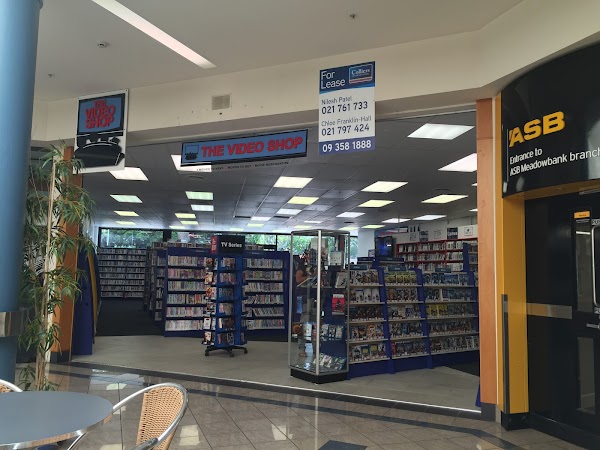 THE
VIDEO
SHOP
THE VIDEO SHOP
For
Lease
Colliers
Nilesh Patel
021 761 733
Chloe Franklin-Hall
021 797 424
09 358 1888
ASB
Entrance to
ASB Meadowbank branch
TV Series